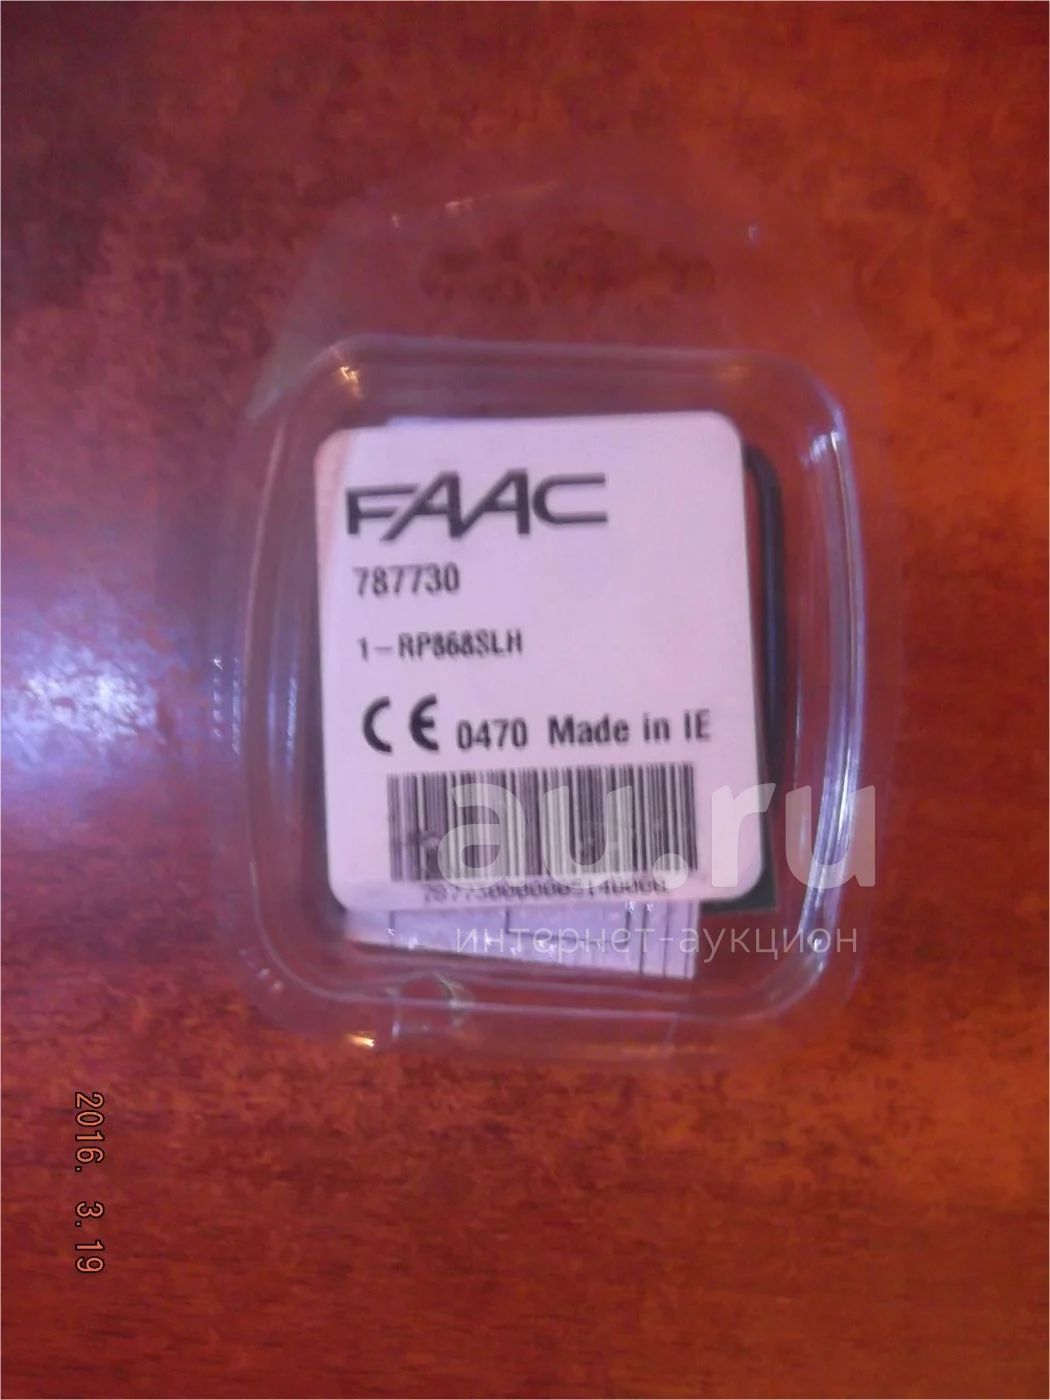 FAAC
787730
1-RP868SLH
CE 0470 Made in IE
au.ru
интернет-аукцион
2016. 3. 19